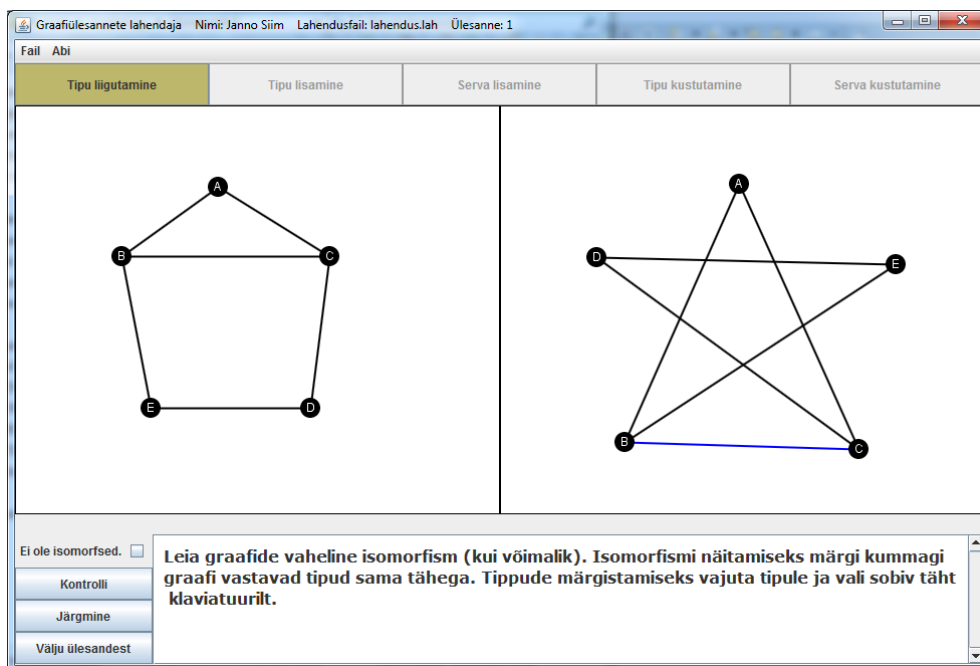 Graafiülesannete lahendaja Nimi: Janno Siim Lahendusfail: lahendus.lah Ülesanne: 1
Fail Abi
Tipu liigutamine Tipu lisamine Serva lisamine Tipu kustutamine Serva kustutamine
A
B C
E D
A
D E
B C
Ei ole isomorfsed.
Kontrolli
Järgmine
Välju ülesandest
Leia graafide vaheline isomorfism (kui võimalik). Isomorfismi näitamiseks märgi kummagi
graafi vastavad tipud sama tähega. Tippude märgistamiseks vajuta tipule ja vali sobiv täht
klaviatuurilt.